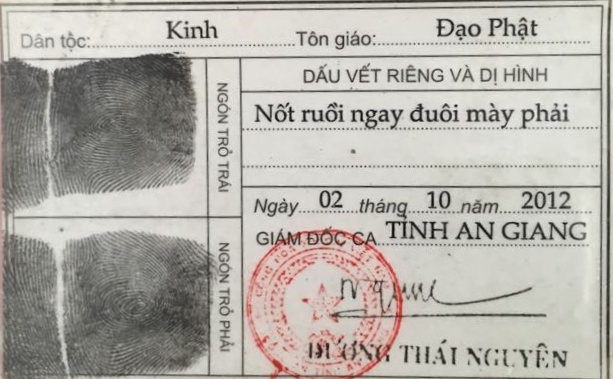 Dân tộc: Kinh Tôn giáo: Đạo Phật
NGÓN TRỎ TRÁI
NGÓN TRỎ PHẢI
DẤU VẾT RIÊNG VÀ DỊ HÌNH
Nốt ruồi ngay đuôi mày phải
Ngày 02 tháng 10 năm 2012
GIÁM ĐỐC CA TỈNH AN GIANG
DƯƠNG THÁI NGUYÊN